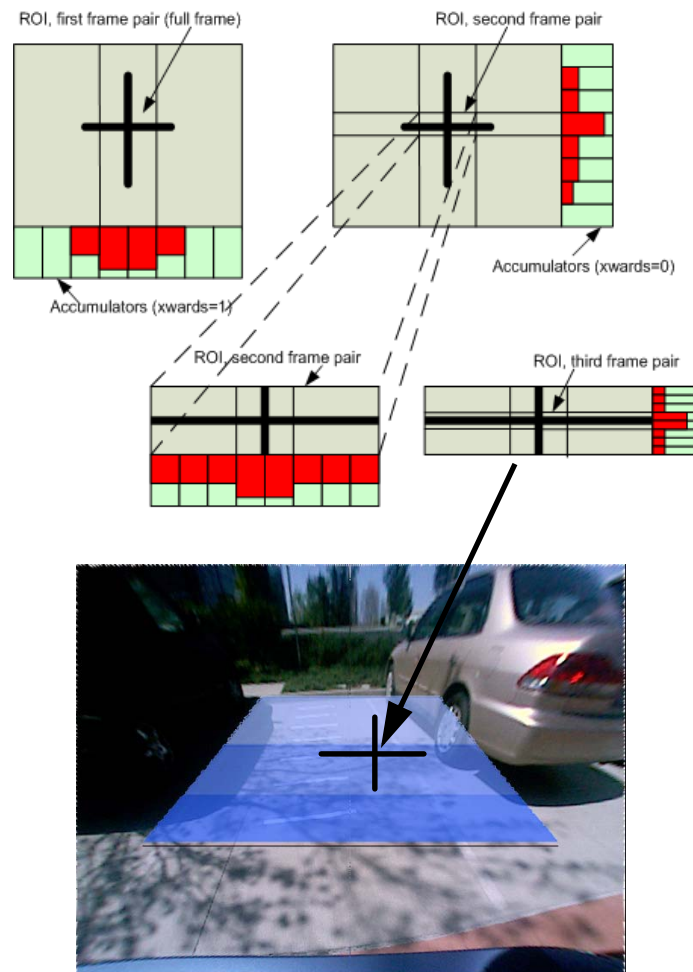 ROI, first frame pair (full frame)
ROI, second frame pair
Accumulators (xwards=1)
Accumulators (xwards=0)
ROI, second frame pair
ROI, third frame pair